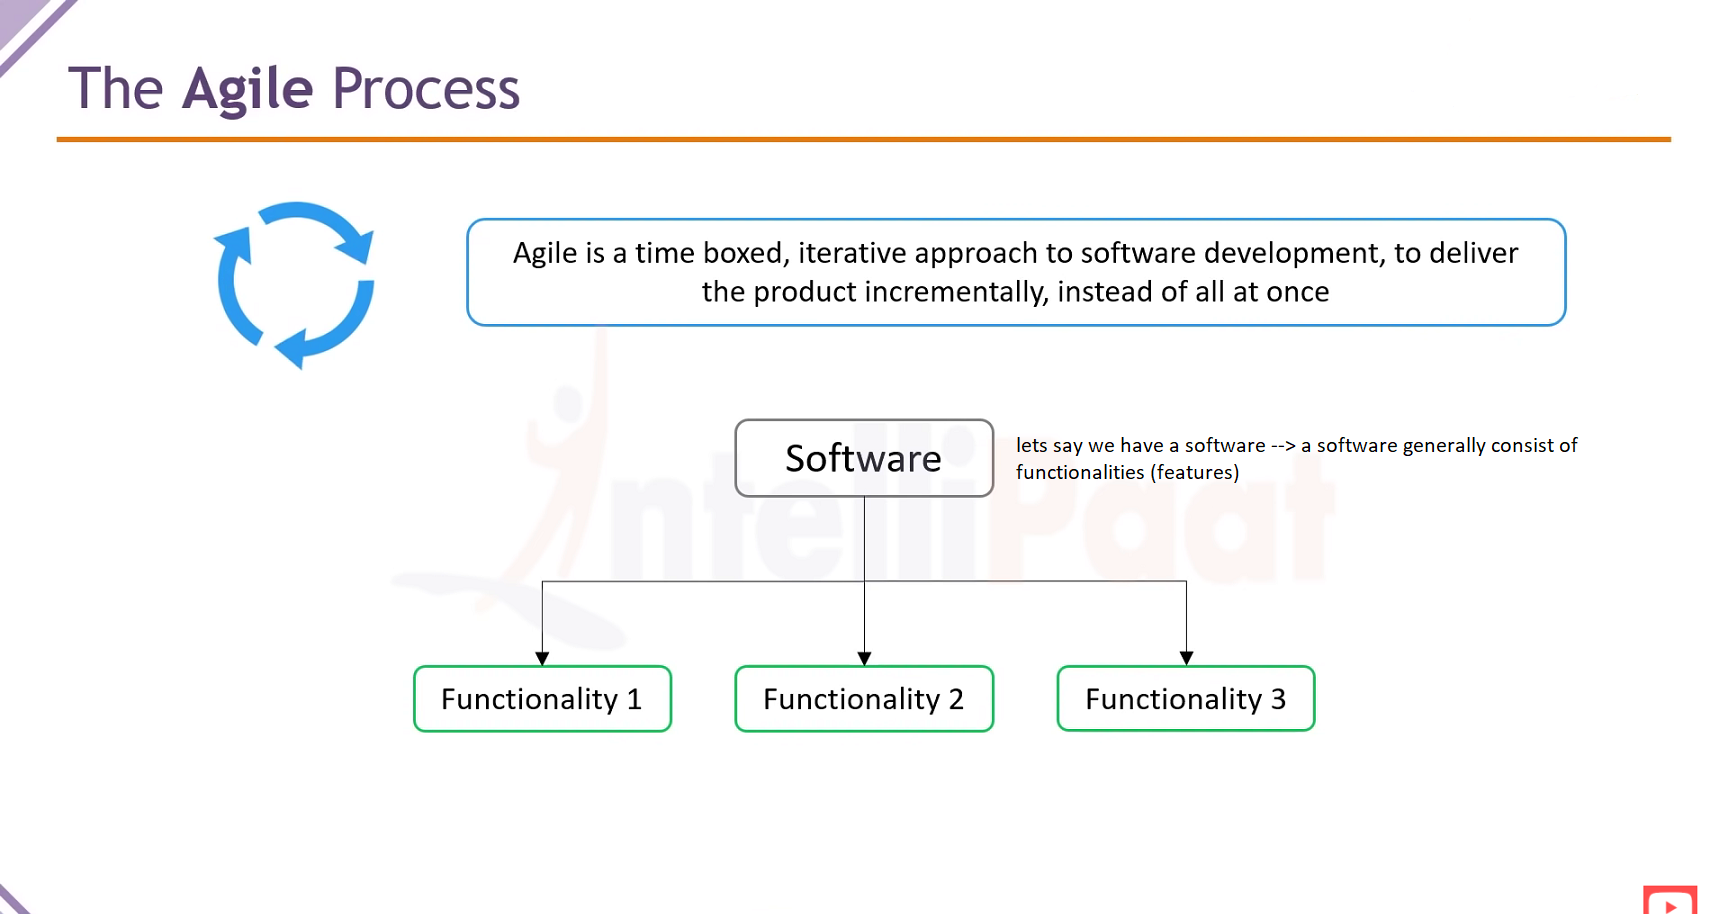 The Agile Process
Agile is a time boxed, iterative approach to software development, to deliver
the product incrementally, instead of all at once
Software
lets say we have a software --> a software generally consist of
functionalities (features)
IntelliPaat
Functionality 1
Functionality 2
Functionality 3